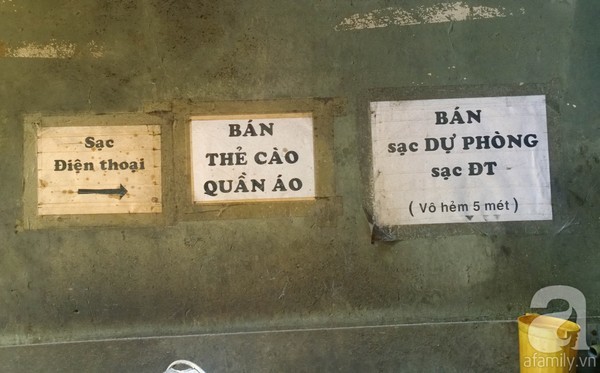 Sạc
Điện thoại
BÁN
THẺ CÀO
QUẦN ÁO
BÁN
sạc DỰ PHÒNG
sạc ĐT
( Vô hẻm 5 mét )
a
afamily.vn